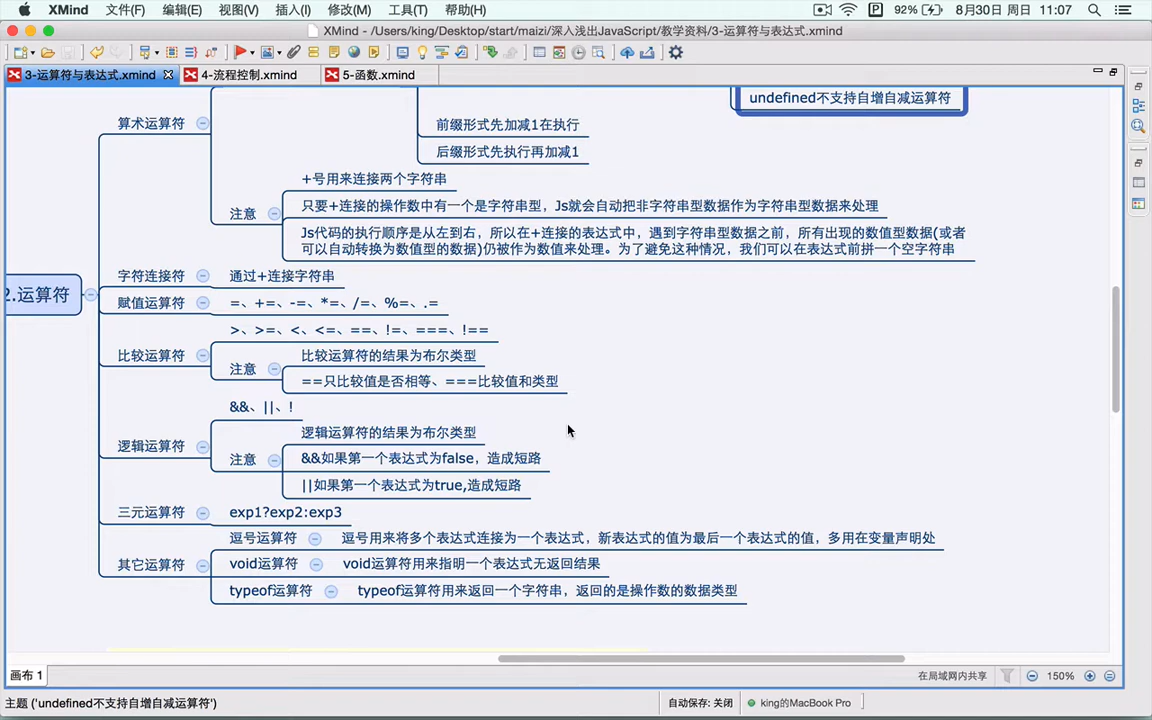 XMind 文件(F) 编辑(E) 视图(V) 插入(I) 修改(M) 工具(T) 帮助(H) 92% 8月30日 周日 11:07
XMind - /Users/king/Desktop/start/maizi/深入浅出JavaScript/教学资料/3-运算符与表达式.xmind
3-运算符与表达式.xmind 4-流程控制.xmind 5-函数.xmind
undefined不支持自增自减运算符
算术运算符
前缀形式先加减1在执行
后缀形式先执行再加减1
注意
+号用来连接两个字符串
只要+连接的操作数中有一个是字符串型，Js就会自动把非字符串型数据作为字符串型数据来处理
Js代码的执行顺序是从左到右，所以在+连接的表达式中，遇到字符串型数据之前，所有出现的数值型数据(或者
可以自动转换为数值型的数据)仍被作为数值来处理。为了避免这种情况，我们可以在表达式前拼一个空字符串
2.运算符
字符连接符 通过+连接字符串
赋值运算符 =、+=、-=、*=、/=、%=、.=
比较运算符
>、>=、<、<=、==、!=、===、!==
注意
比较运算符的结果为布尔类型
==只比较值是否相等、===比较值和类型
逻辑运算符
&&、||、!
注意
逻辑运算符的结果为布尔类型
&&如果第一个表达式为false，造成短路
||如果第一个表达式为true,造成短路
三元运算符 exp1?exp2:exp3
其它运算符
逗号运算符 逗号用来将多个表达式连接为一个表达式，新表达式的值为最后一个表达式的值，多用在变量声明处
void运算符 void运算符用来指明一个表达式无返回结果
typeof运算符 typeof运算符用来返回一个字符串，返回的是操作数的数据类型
画布 1 在局域网内共享 150%
主题 ('undefined不支持自增自减运算符') 自动保存: 关闭 king的MacBook Pro